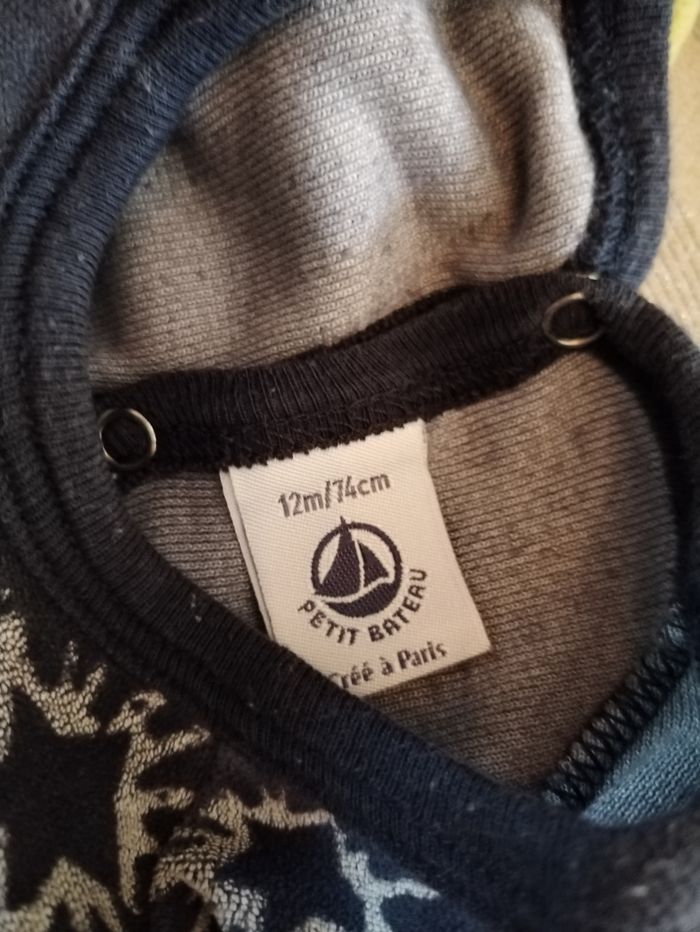 12m/74cm
PETIT BATEAU
Créé à Paris